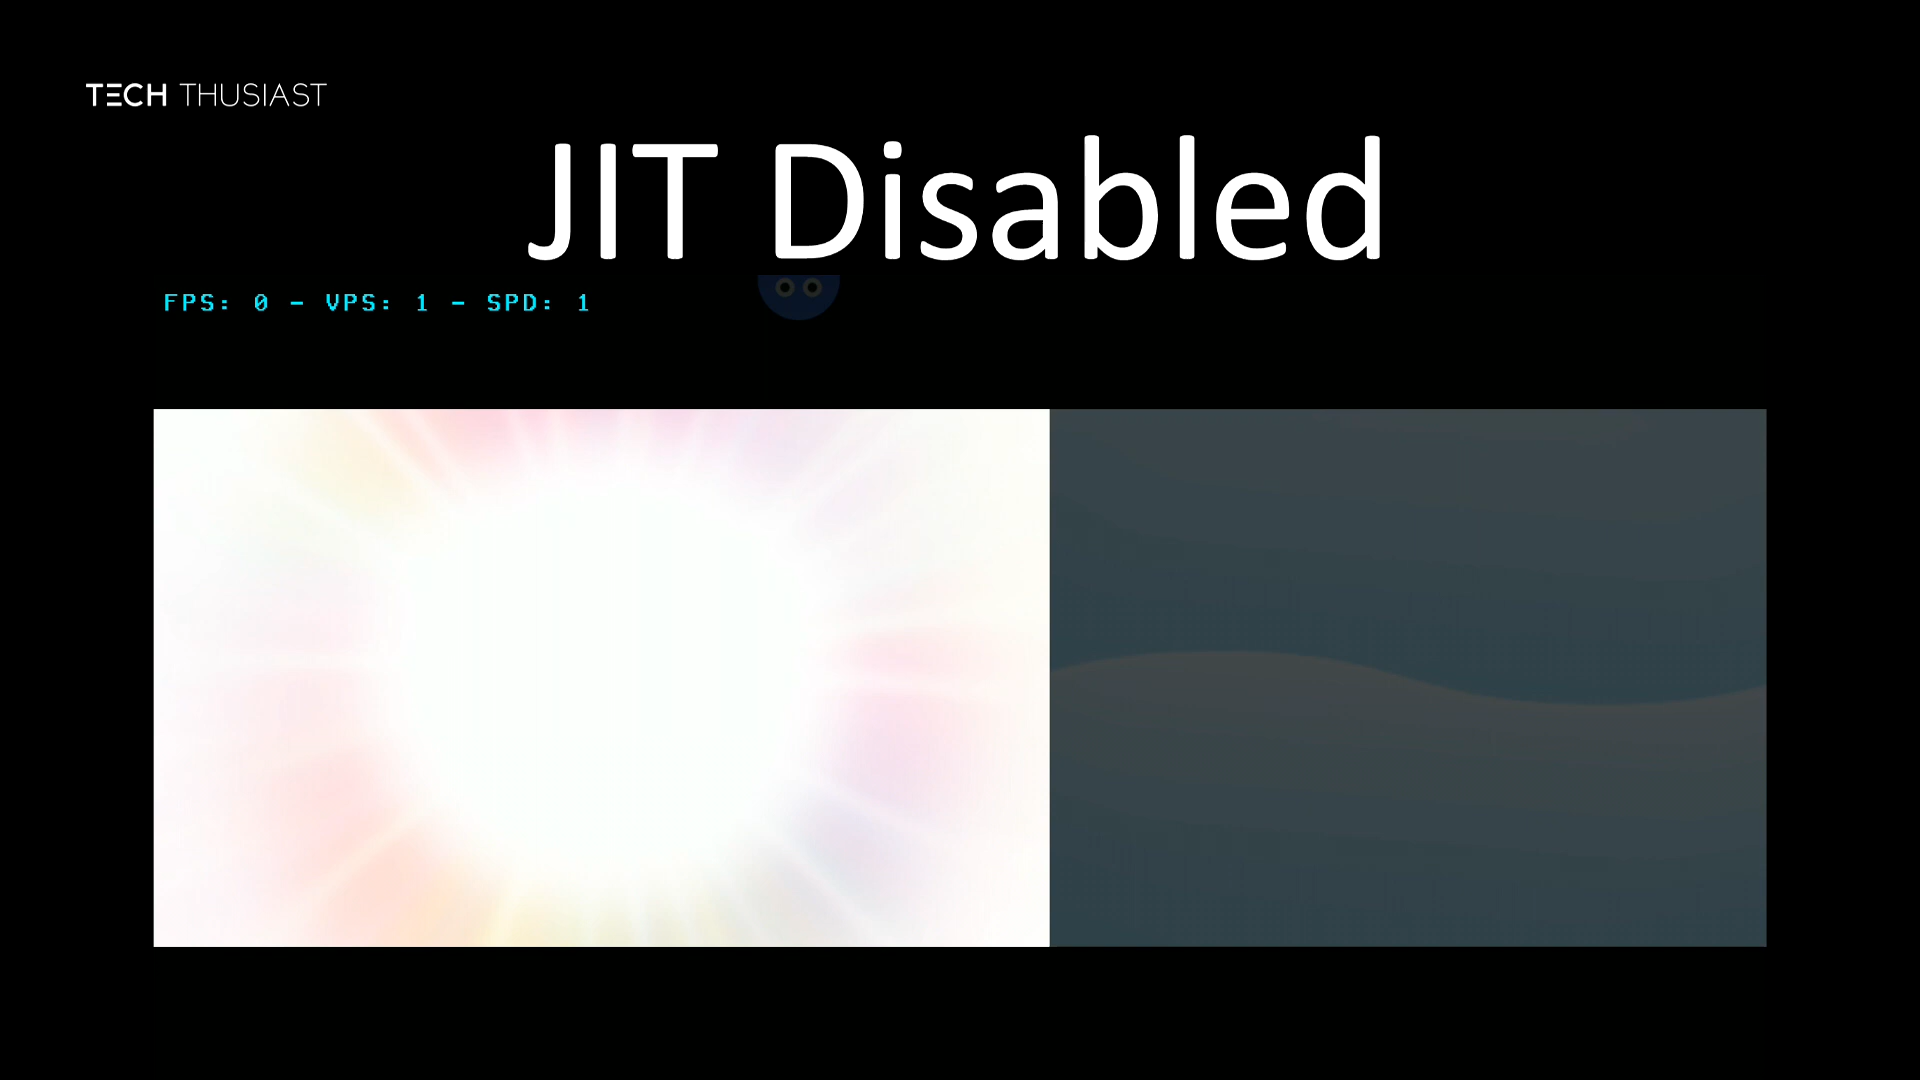 TECH THUSIAST
JIT Disabled
FPS: 0 - VPS: 1 - SPD: 1